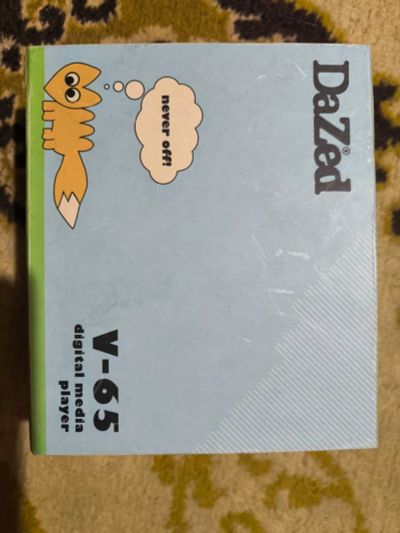 DaZed®
never off!
V-65
digital media
player